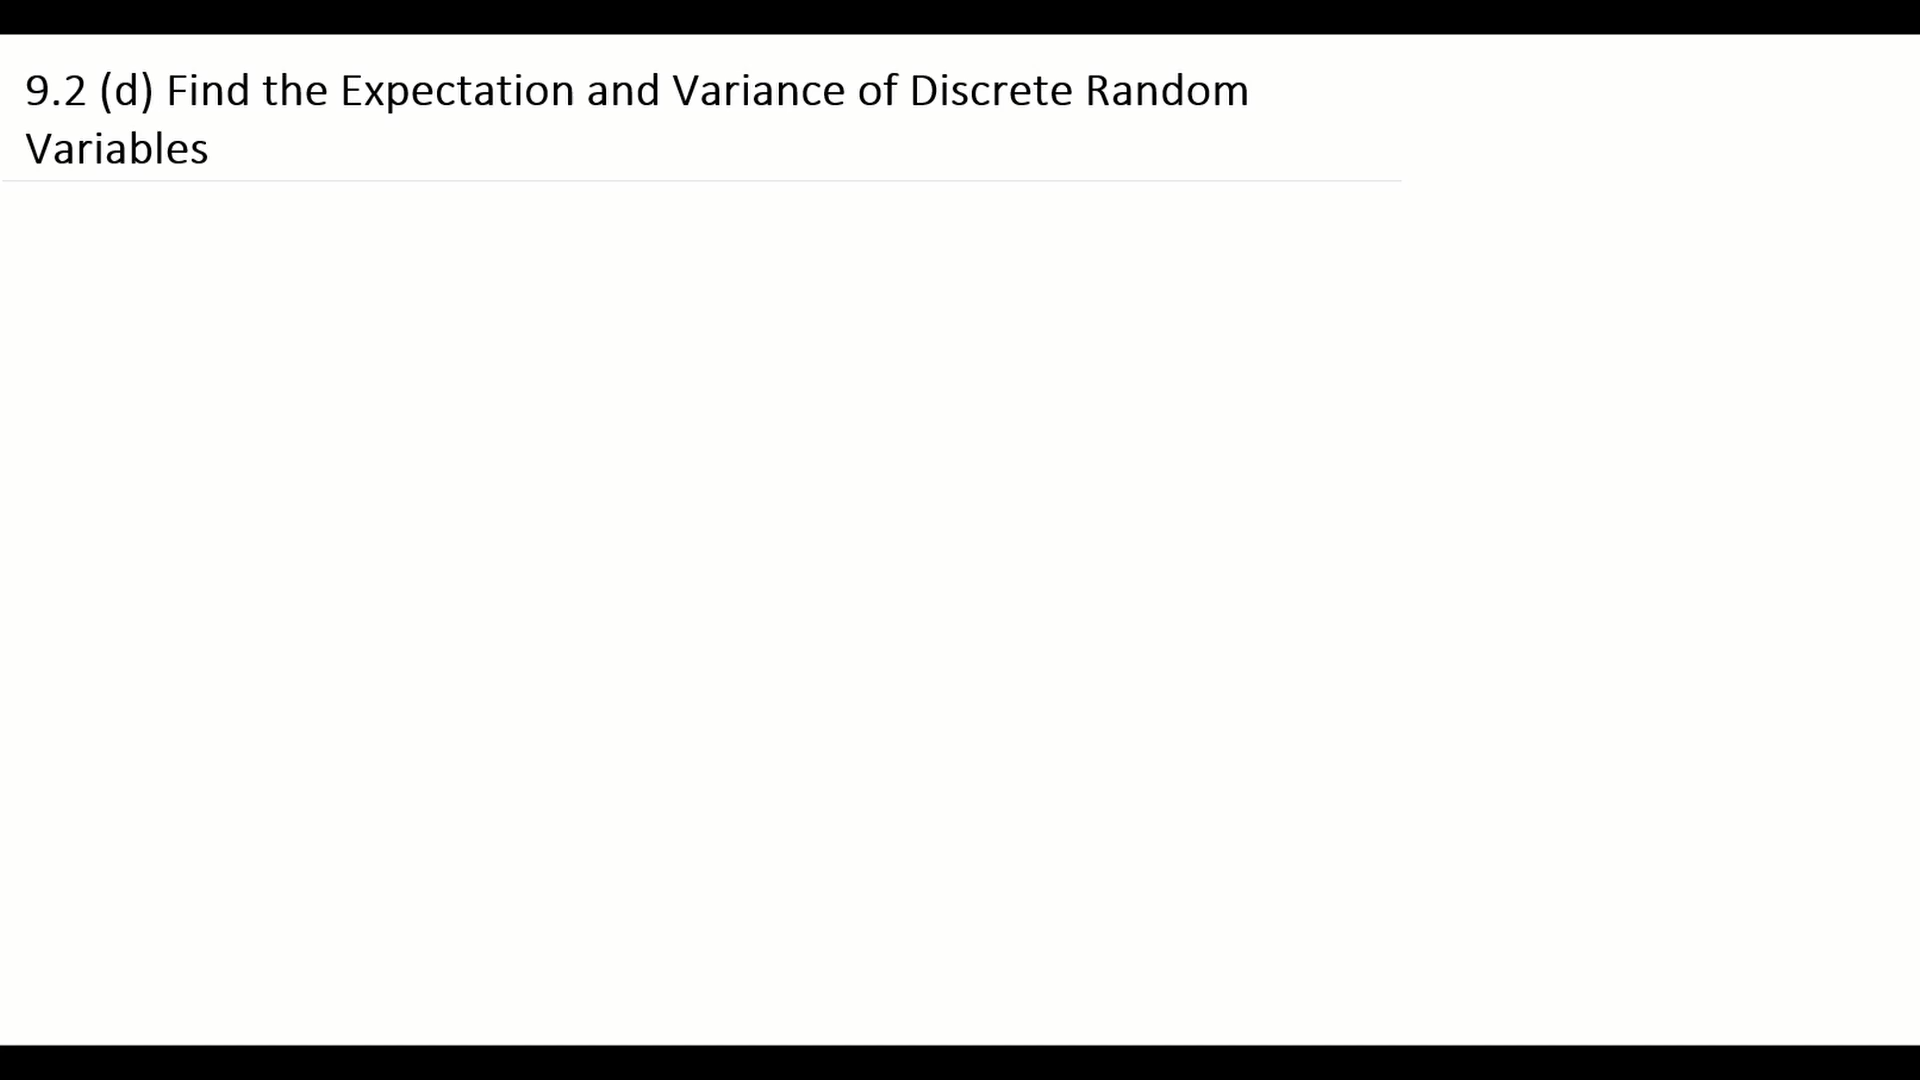 9.2 (d) Find the Expectation and Variance of Discrete Random
Variables